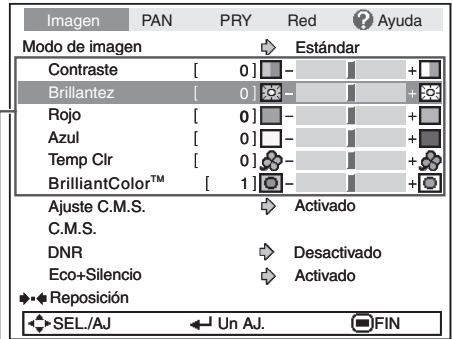 Imagen PAN PRY Red ? Ayuda
Modo de imagen Estándar
Contraste [ 0] - +
Brillantez [ 0] - +
Rojo [ 0] - +
Azul [ 0] - +
Temp Clr [ 0] - +
BrilliantColor™ [ 1] - +
Ajuste C.M.S. Activado
C.M.S.
DNR Desactivado
Eco+Silencio Activado
Reposición
SEL./AJ Un AJ. FIN